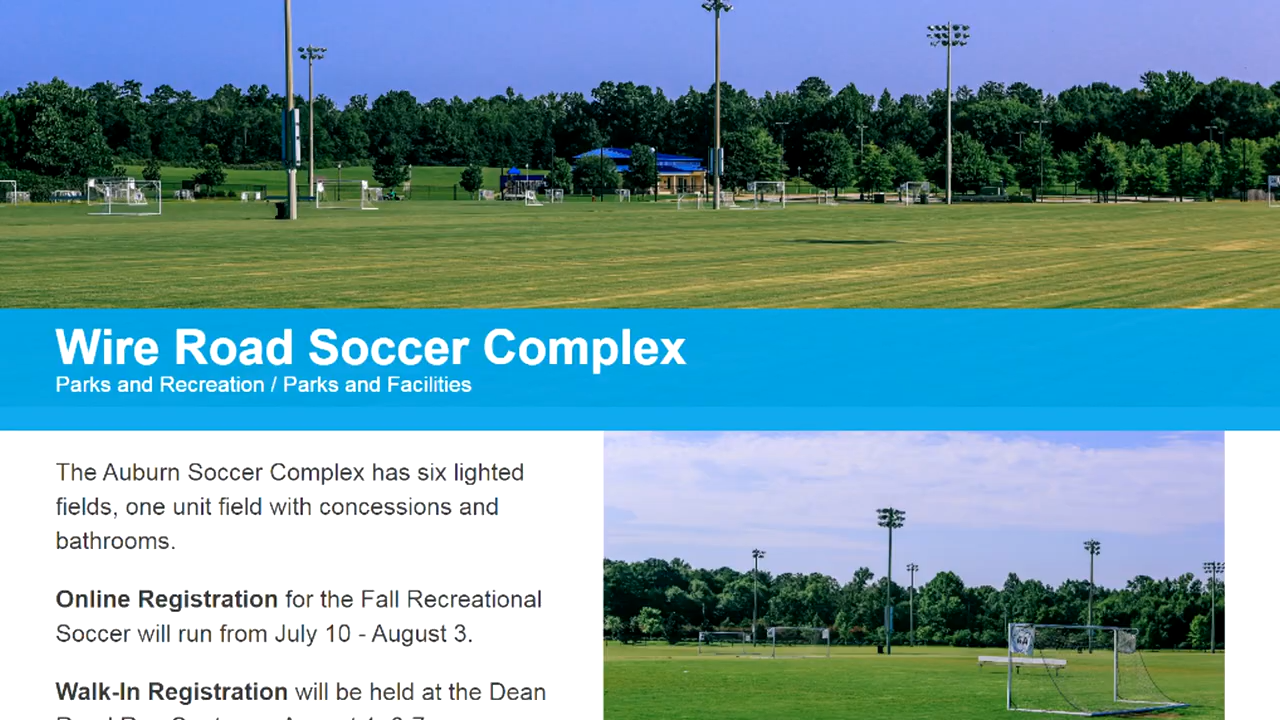 Wire Road Soccer Complex
Parks and Recreation / Parks and Facilities
The Auburn Soccer Complex has six lighted
fields, one unit field with concessions and
bathrooms.
Online Registration for the Fall Recreational
Soccer will run from July 10 - August 3.
Walk-In Registration will be held at the Dean